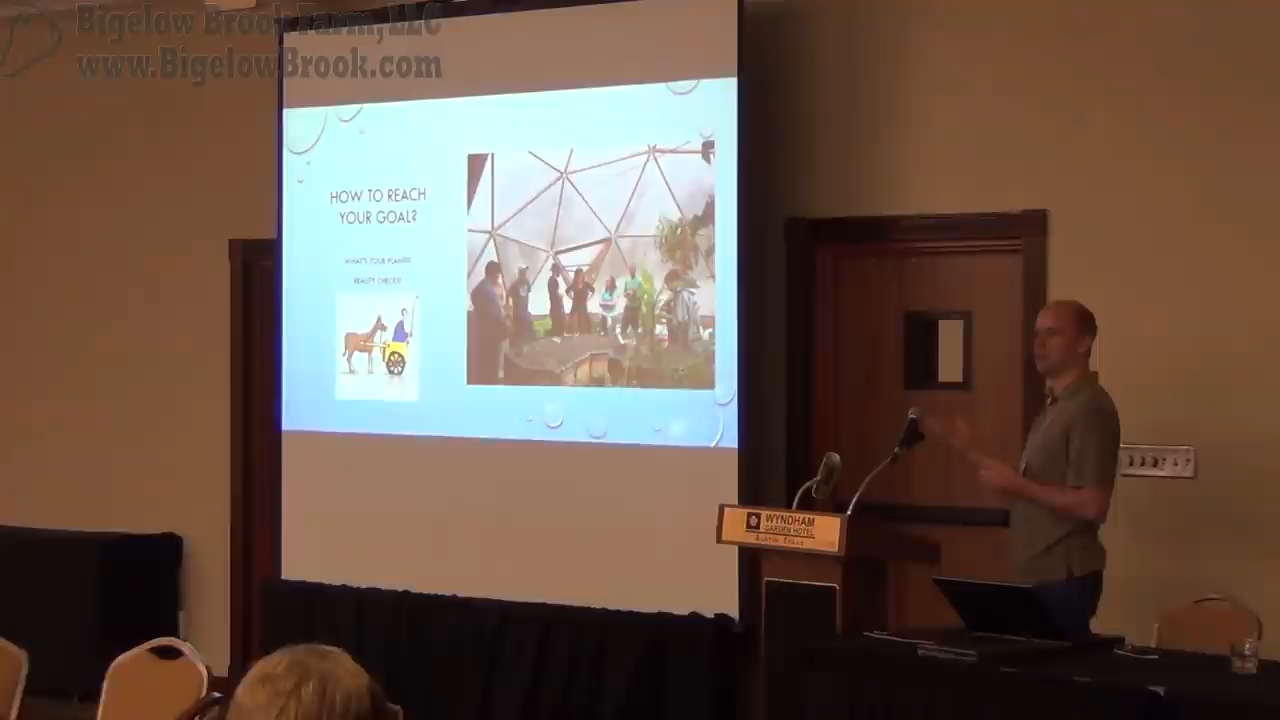 Bigelow Brook Farm, LLC
www.BigelowBrook.com
HOW TO REACH
YOUR GOAL?
WHAT'S YOUR PLAN?
REALITY CHECK!!
WYNDHAM
GARDEN HOTEL
AUSTIN, TEXAS